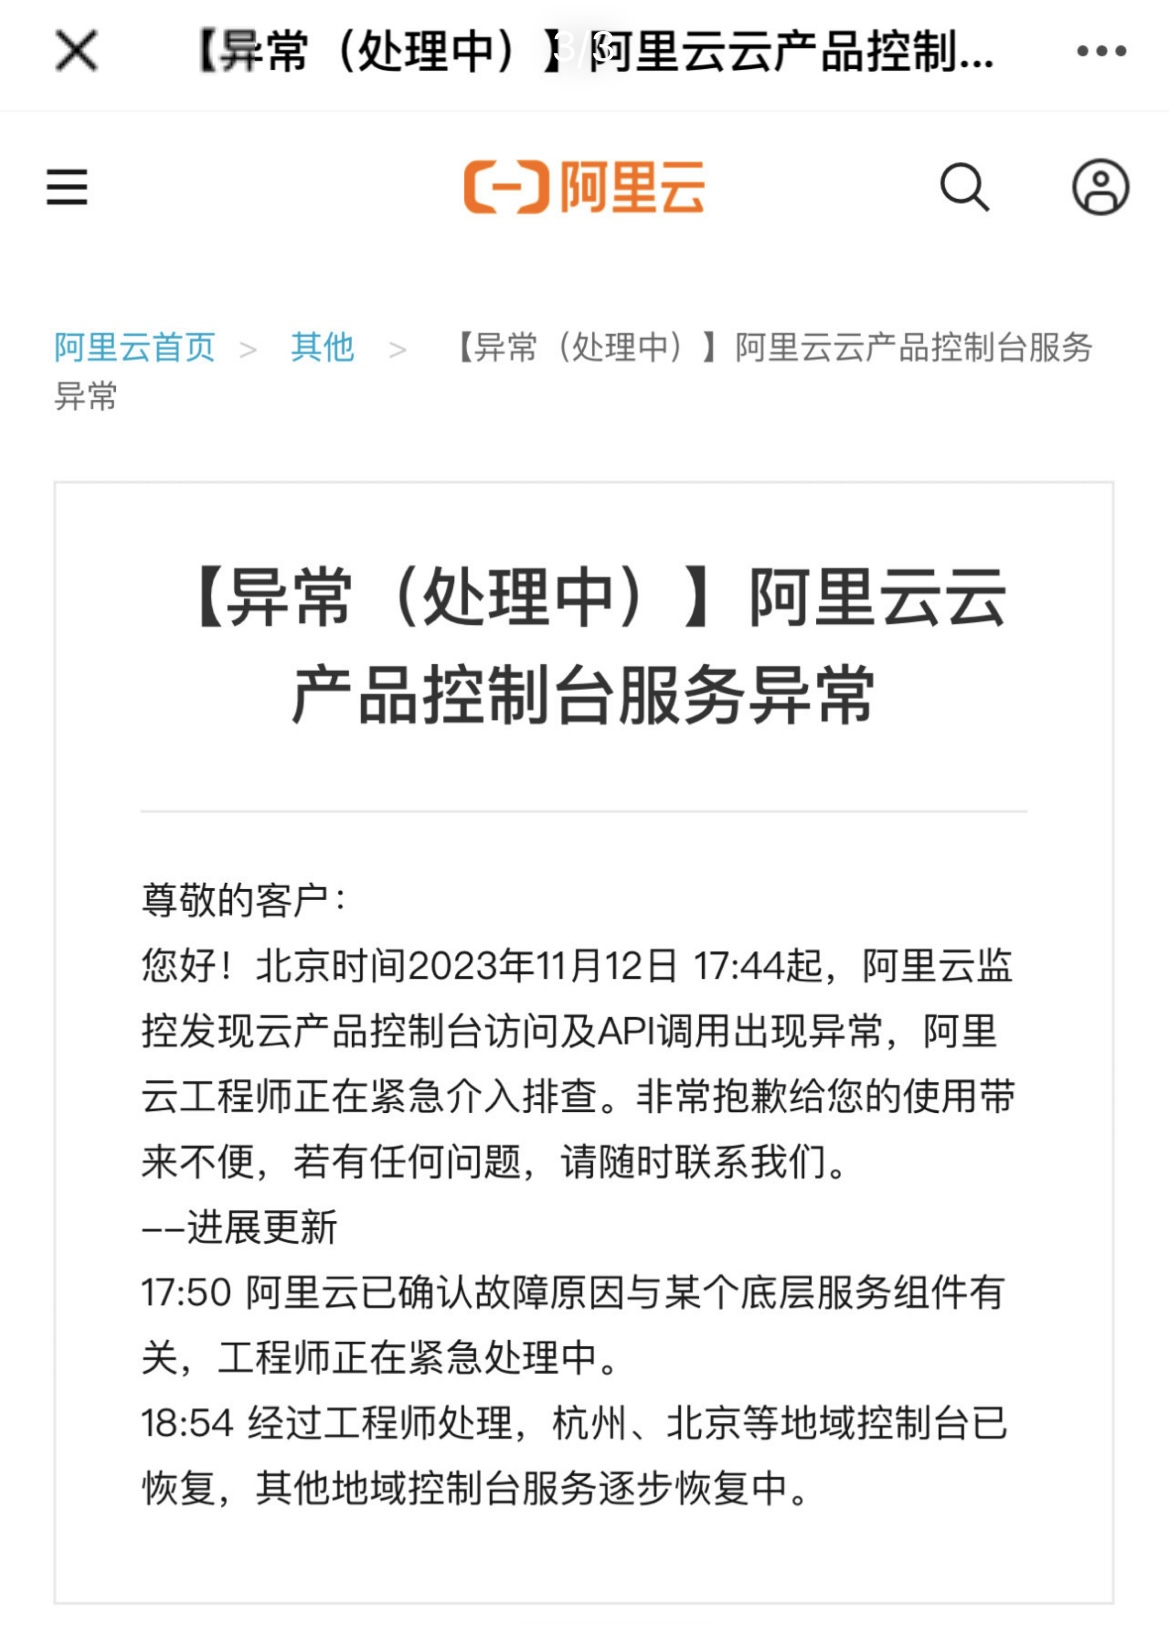 【异常（处理中）】阿里云云产品控制...
3/3
阿里云
阿里云首页 > 其他 > 【异常（处理中）】阿里云云产品控制台服务
异常
【异常（处理中）】阿里云云
产品控制台服务异常
尊敬的客户：
您好！北京时间2023年11月12日 17:44起，阿里云监
控发现云产品控制台访问及API调用出现异常，阿里
云工程师正在紧急介入排查。非常抱歉给您的使用带
来不便，若有任何问题，请随时联系我们。
--进展更新
17:50 阿里云已确认故障原因与某个底层服务组件有
关，工程师正在紧急处理中。
18:54 经过工程师处理，杭州、北京等地域控制台已
恢复，其他地域控制台服务逐步恢复中。